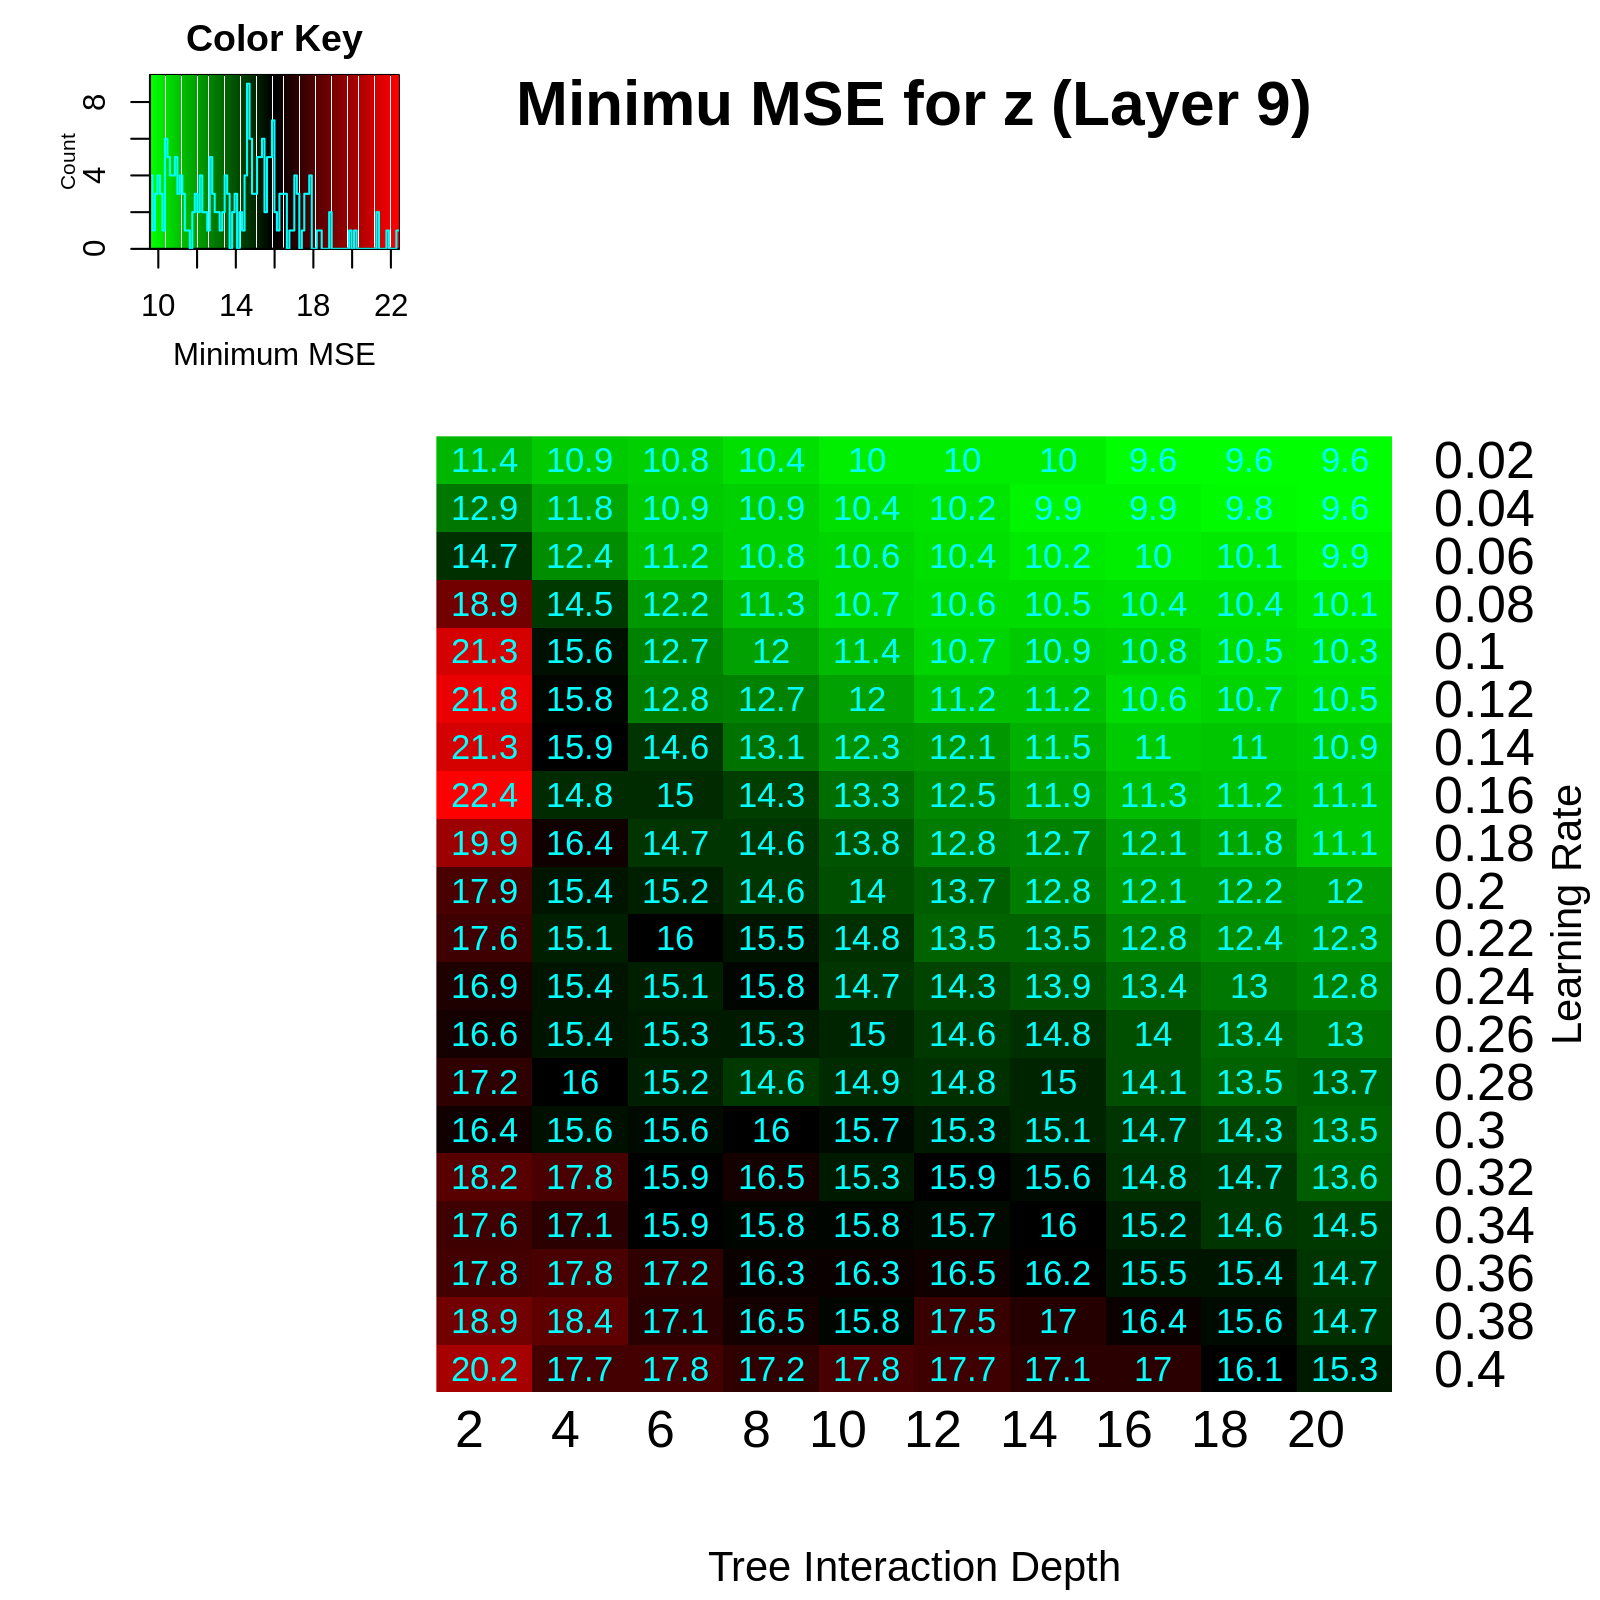 Color Key
Minimu MSE for z (Layer 9)
Count
0 4 8
10 14 18 22
Minimum MSE
11.4 10.9 10.8 10.4 10 10 10 9.6 9.6 9.6 0.02
12.9 11.8 10.9 10.9 10.4 10.2 9.9 9.9 9.8 9.6 0.04
14.7 12.4 11.2 10.8 10.6 10.4 10.2 10 10.1 9.9 0.06
18.9 14.5 12.2 11.3 10.7 10.6 10.5 10.4 10.4 10.1 0.08
21.3 15.6 12.7 12 11.4 10.7 10.9 10.8 10.5 10.3 0.1
21.8 15.8 12.8 12.7 12 11.2 11.2 10.6 10.7 10.5 0.12
21.3 15.9 14.6 13.1 12.3 12.1 11.5 11 11 10.9 0.14
22.4 14.8 15 14.3 13.3 12.5 11.9 11.3 11.2 11.1 0.16
19.9 16.4 14.7 14.6 13.8 12.8 12.7 12.1 11.8 11.1 0.18
17.9 15.4 15.2 14.6 14 13.7 12.8 12.1 12.2 12 0.2
17.6 15.1 16 15.5 14.8 13.5 13.5 12.8 12.4 12.3 0.22
16.9 15.4 15.1 15.8 14.7 14.3 13.9 13.4 13 12.8 0.24
16.6 15.4 15.3 15.3 15 14.6 14.8 14 13.4 13 0.26
17.2 16 15.2 14.6 14.9 14.8 15 14.1 13.5 13.7 0.28
16.4 15.6 15.6 16 15.7 15.3 15.1 14.7 14.3 13.5 0.3
18.2 17.8 15.9 16.5 15.3 15.9 15.6 14.8 14.7 13.6 0.32
17.6 17.1 15.9 15.8 15.8 15.7 16 15.2 14.6 14.5 0.34
17.8 17.8 17.2 16.3 16.3 16.5 16.2 15.5 15.4 14.7 0.36
18.9 18.4 17.1 16.5 15.8 17.5 17 16.4 15.6 14.7 0.38
20.2 17.7 17.8 17.2 17.8 17.7 17.1 17 16.1 15.3 0.4
Learning Rate
2 4 6 8 10 12 14 16 18 20
Tree Interaction Depth